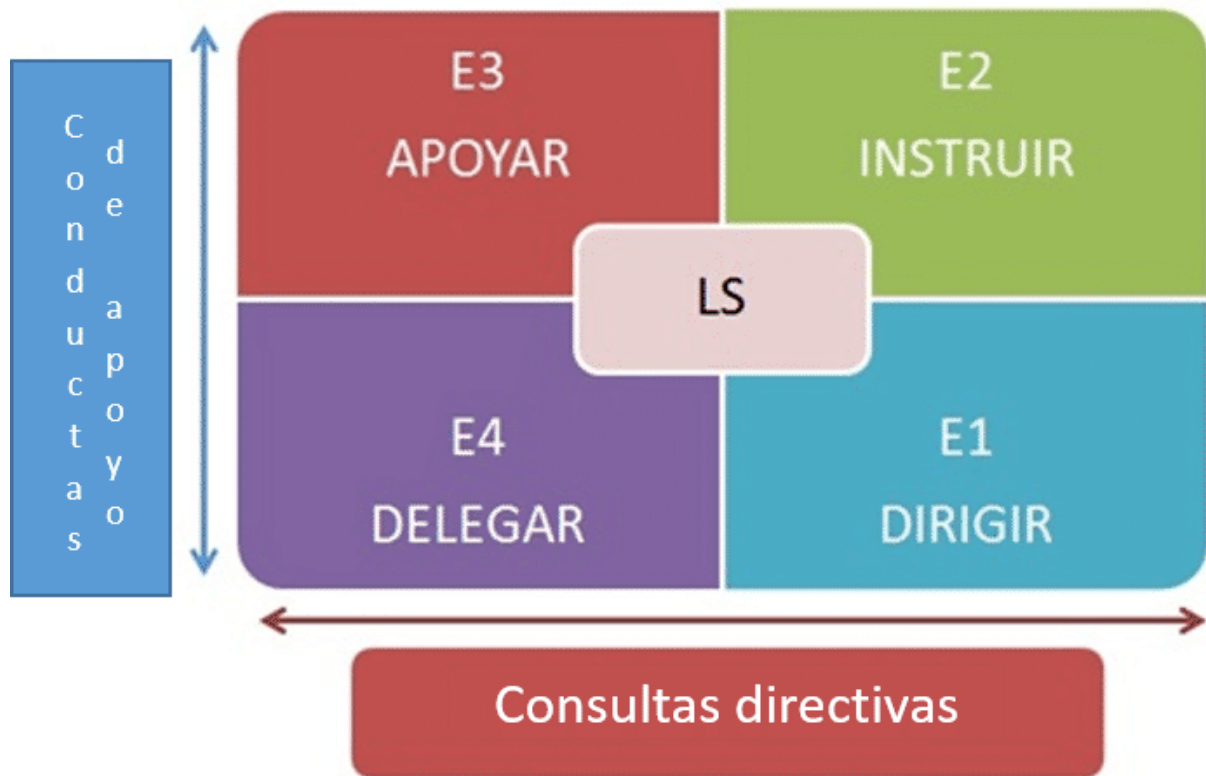 Conductas
de apoyo
E3
APOYAR
E2
INSTRUIR
LS
E4
DELEGAR
E1
DIRIGIR
Consultas directivas